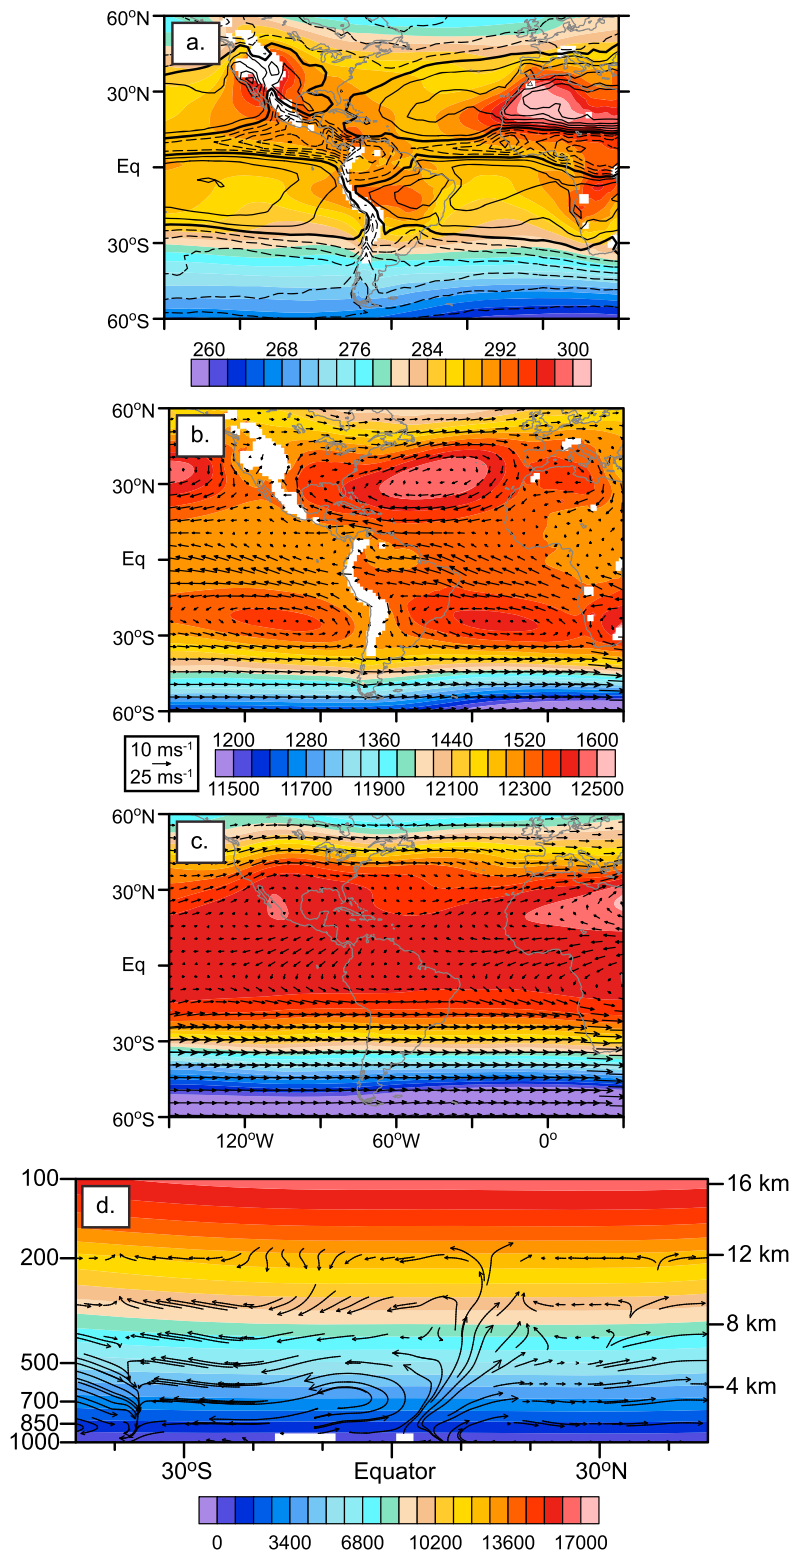 60°N
a.
30°N
Eq
30°S
60°S
260 268 276 284 292 300
60°N
b.
30°N
Eq
30°S
60°S
10 ms-1
25 ms-1
1200 1280 1360 1440 1520 1600
11500 11700 11900 12100 12300 12500
60°N
c.
30°N
Eq
30°S
60°S
120°W 60°W 0°
100
d.
16 km
200
12 km
8 km
500
4 km
700
850
1000
30°S Equator 30°N
0 3400 6800 10200 13600 17000